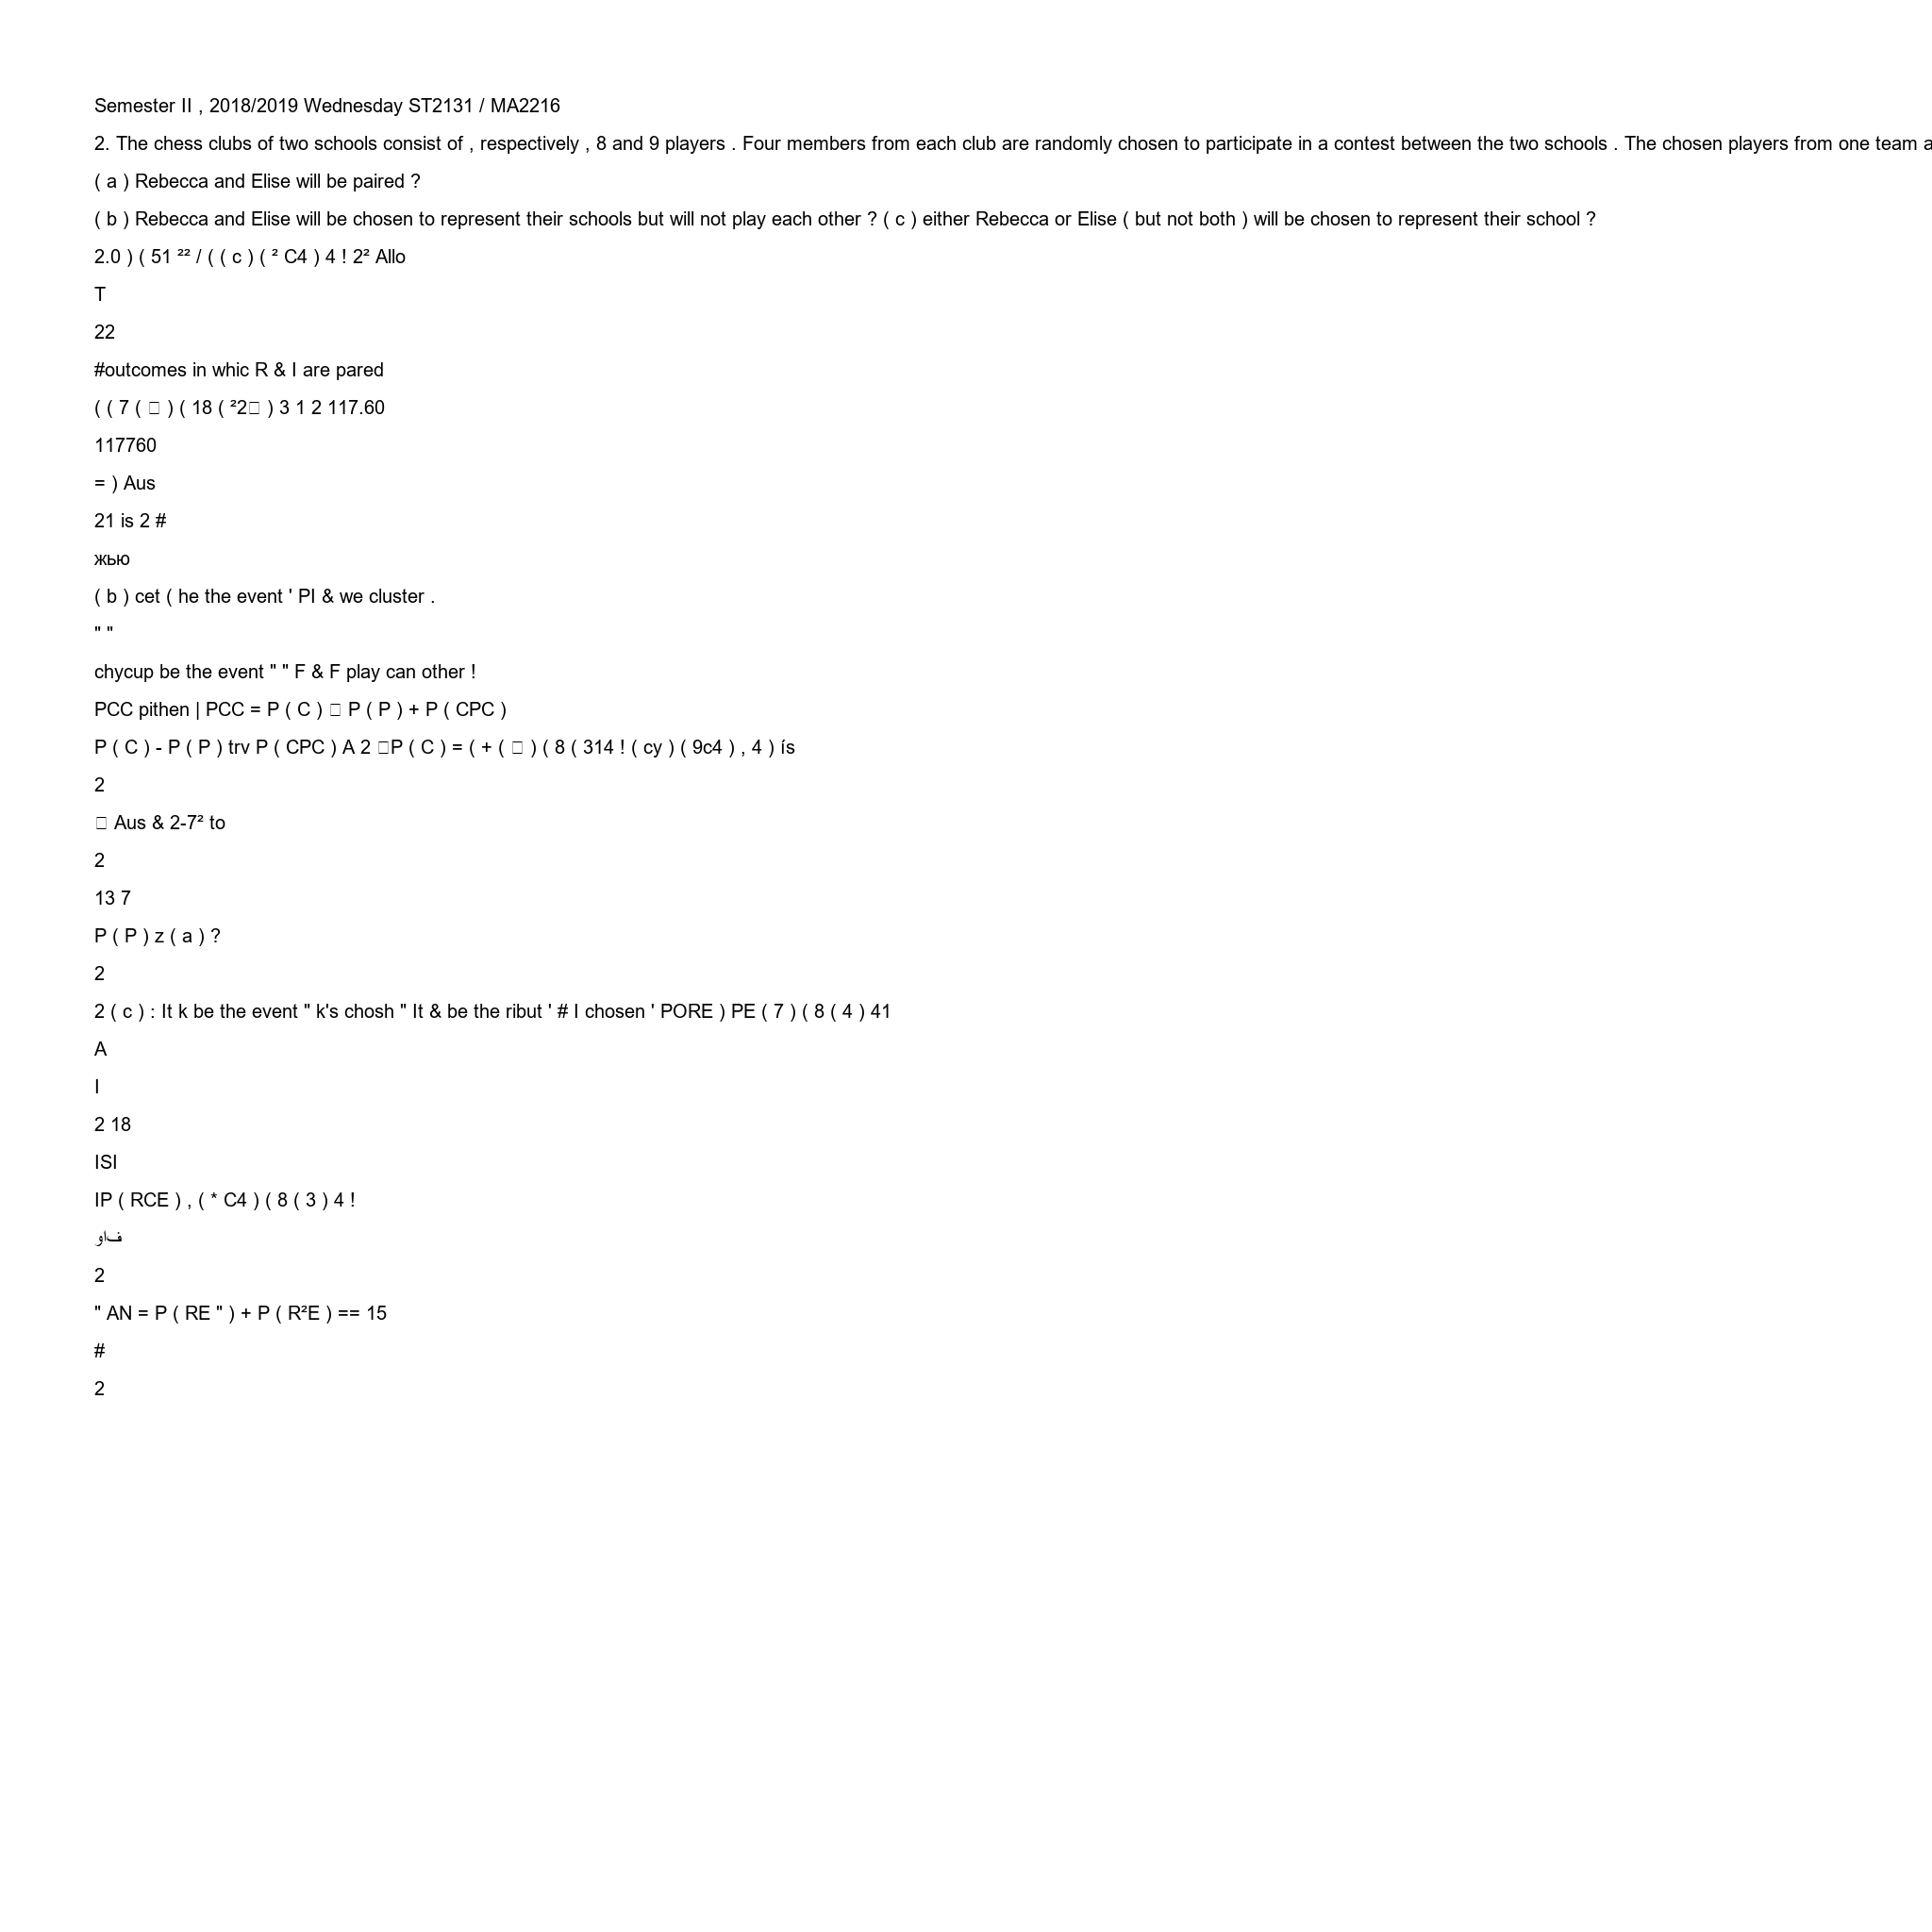 Semester II , 2018/2019 Wednesday ST2131 / MA2216
2. The chess clubs of two schools consist of , respectively , 8 and 9 players . Four members from each club are randomly chosen to participate in a contest between the two schools . The chosen players from one team a
( a ) Rebecca and Elise will be paired ?
( b ) Rebecca and Elise will be chosen to represent their schools but will not play each other ? ( c ) either Rebecca or Elise ( but not both ) will be chosen to represent their school ?
2.0 ) ( 51 ²² / ( ( c ) ( ² C4 ) 4 ! 2² Allo
T
22
#outcomes in whic R & I are pared
( ( 7 ( □ ) ( 18 ( ²2□ ) 3 1 2 117.60
117760
= ) Aus
21 is 2 #
жью
( b ) cet ( he the event ' PI & we cluster .
" "
chycup be the event " " F & F play can other !
PCC pithen | PCC = P ( C ) □ P ( P ) + P ( CPC )
P ( C ) - P ( P ) trv P ( CPC ) A 2 □P ( C ) = ( + ( □ ) ( 8 ( 314 ! ( cy ) ( 9c4 ) , 4 ) ís
2
□ Aus & 2-7² to
2
13 7
P ( P ) z ( a ) ?
2
2 ( c ) : It k be the event " k's chosh " It & be the ribut ' # I chosen ' PORE ) PE ( 7 ) ( 8 ( 4 ) 41
A
I
2 18
ISI
IP ( RCE ) , ( * C4 ) ( 8 ( 3 ) 4 !
فاو
2
" AN = P ( RE " ) + P ( R²E ) == 15
#
2